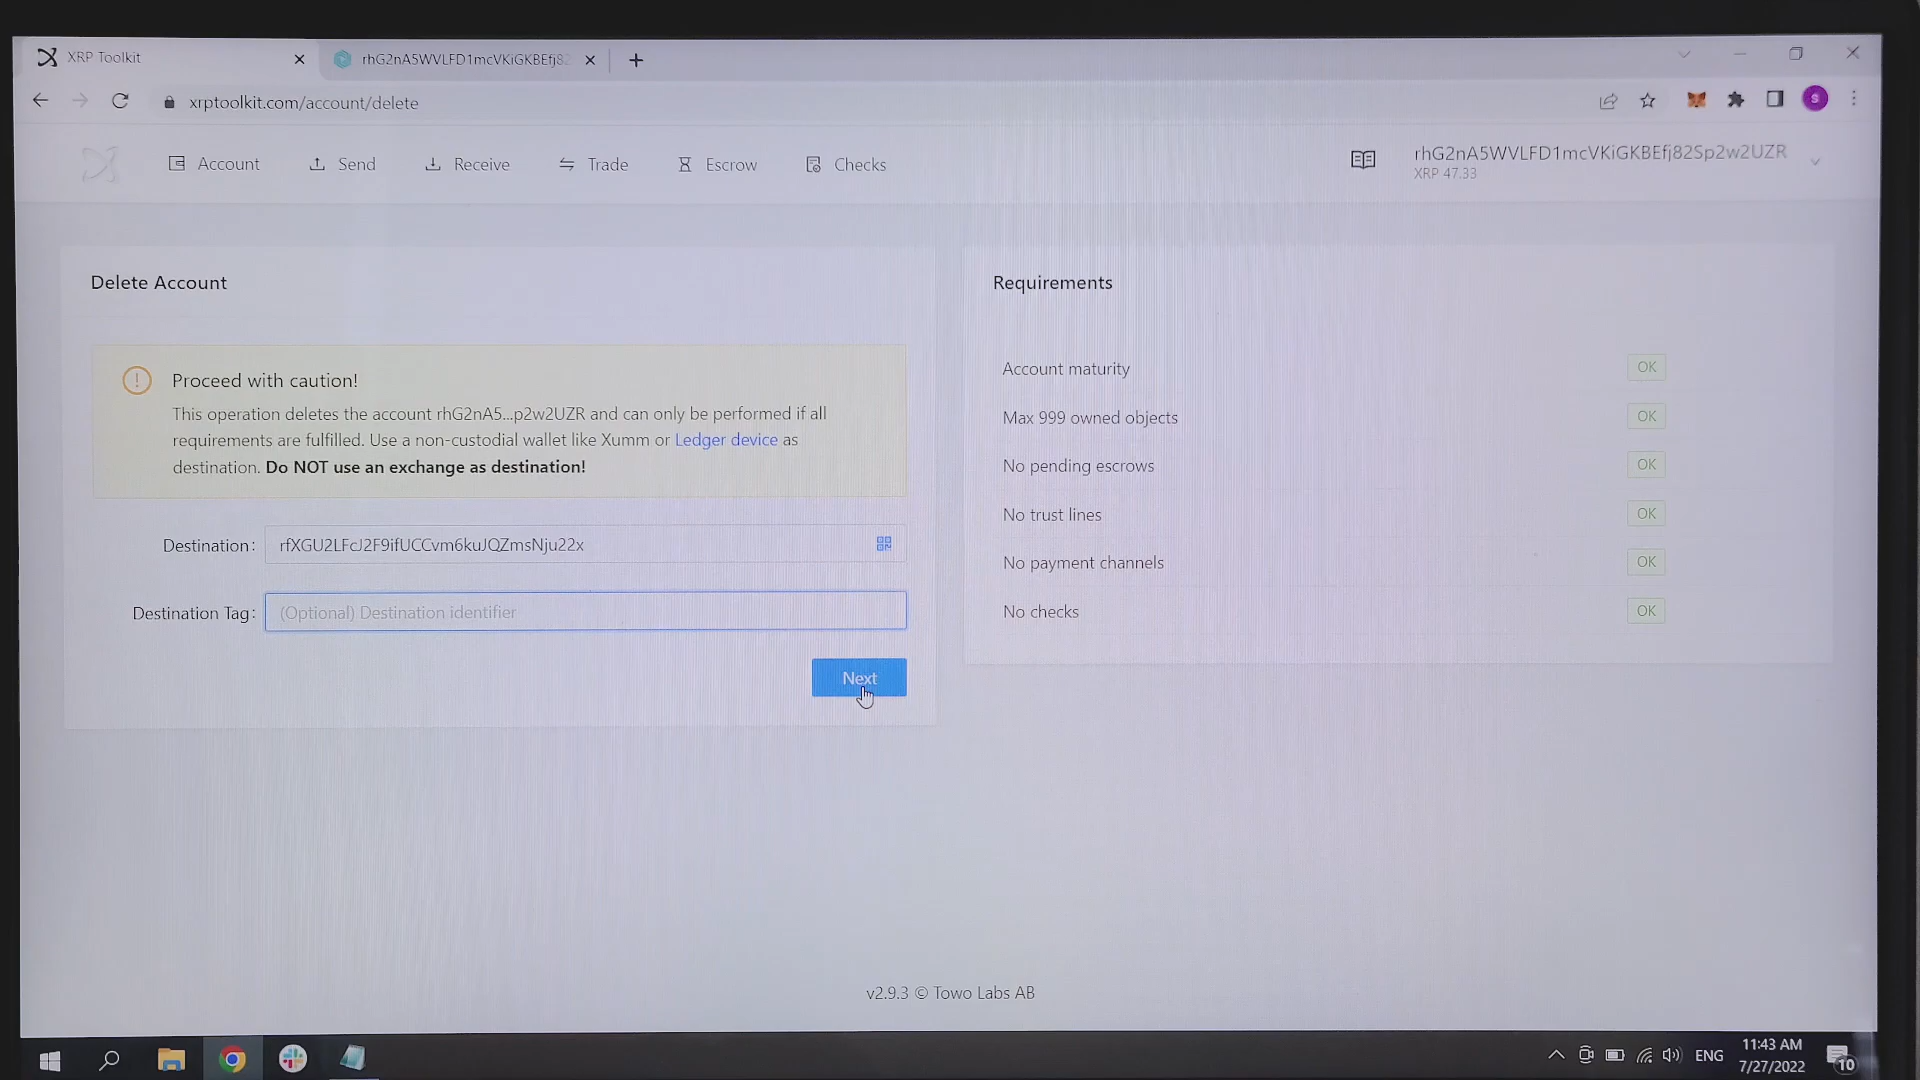 XRP Toolkit
rhG2nA5WVLFD1mcVKiGKBEfj82
xrptoolkit.com/account/delete
S
Account
Send
Receive
Trade
Escrow
Checks
rhG2nA5WVLFD1mcVKiGKBEfj82Sp2w2UZR
XRP 47.33
Delete Account
Proceed with caution!
This operation deletes the account rhG2nA5...p2w2UZR and can only be performed if all
requirements are fulfilled. Use a non-custodial wallet like Xumm or Ledger device as
destination. Do NOT use an exchange as destination!
Destination: rfXGU2LFcJ2F9ifUCCvm6kuJQZmsNju22x
Destination Tag: (Optional) Destination identifier
Next
Requirements
Account maturity OK
Max 999 owned objects OK
No pending escrows OK
No trust lines OK
No payment channels OK
No checks OK
v2.9.3 © Towo Labs AB
ENG
11:43 AM
7/27/2022
10